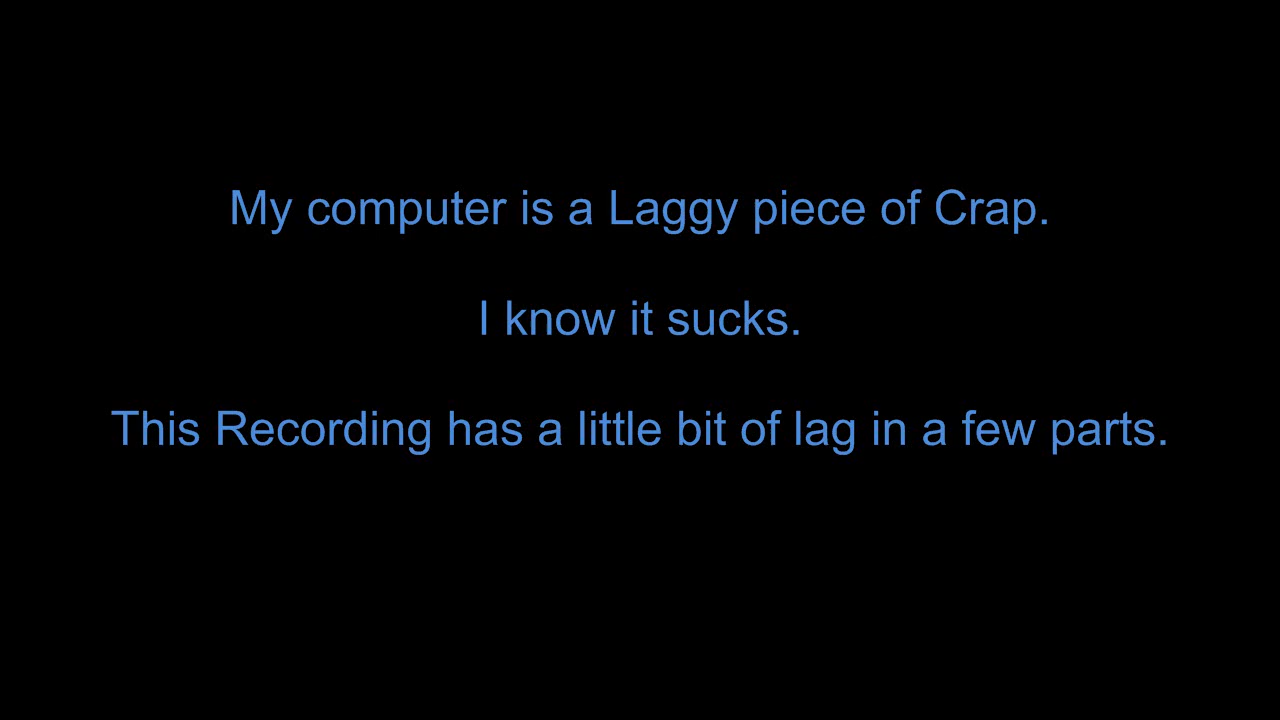 My computer is a Laggy piece of Crap.
I know it sucks.
This Recording has a little bit of lag in a few parts.